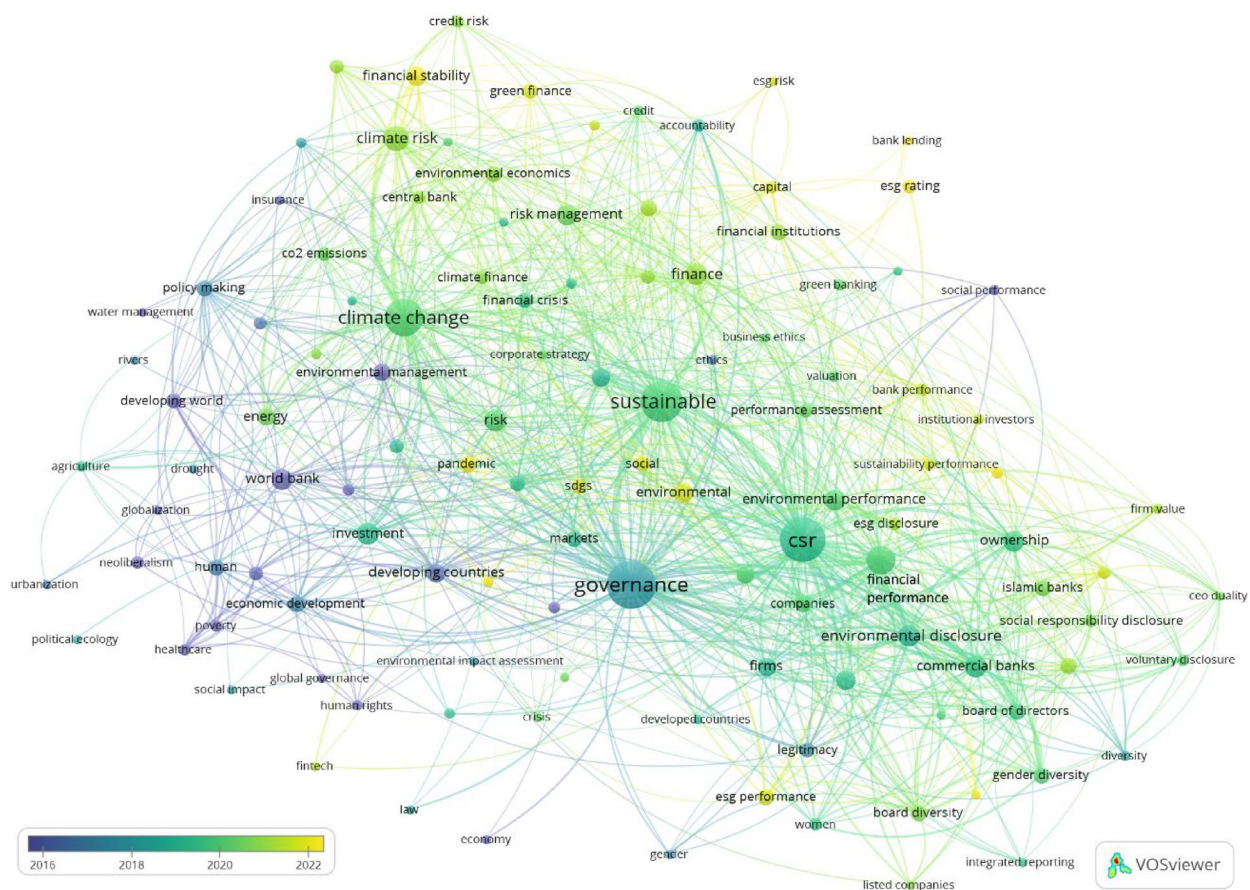 credit risk
financial stability
green finance
esg risk
credit
accountability
climate risk
bank lending
environmental economics
capital
esg rating
central bank
insurance
risk management
financial institutions
co2 emissions
climate finance
finance
policy making
green banking
social performance
financial crisis
water management
climate change
business ethics
corporate strategy
ethics
rivers
environmental management
valuation
bank performance
developing world
sustainable
performance assessment
institutional investors
energy
risk
agriculture
drought
pandemic
social
sustainability performance
world bank
sdgs
environmental
environmental performance
globalization
firm value
esg disclosure
investment
markets
csr
ownership
neoliberalism
human
developing countries
financial
performance
urbanization
governance
islamic banks
ceo duality
economic development
companies
poverty
social responsibility disclosure
political ecology
environmental disclosure
healthcare
environmental impact assessment
firms
commercial banks
voluntary disclosure
global governance
social impact
human rights
board of directors
crisis
developed countries
legitimacy
diversity
fintech
gender diversity
esg performance
law
board diversity
women
economy
gender
integrated reporting
listed companies
2016
2018
2020
2022
VOSviewer